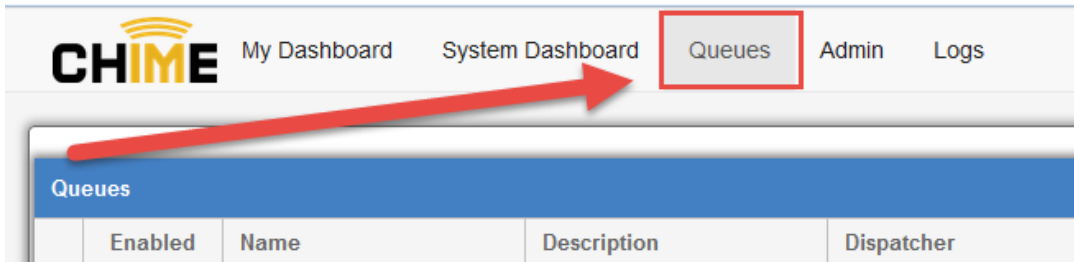 CHIME My Dashboard System Dashboard Queues Admin Logs
Queues
Enabled Name Description Dispatcher